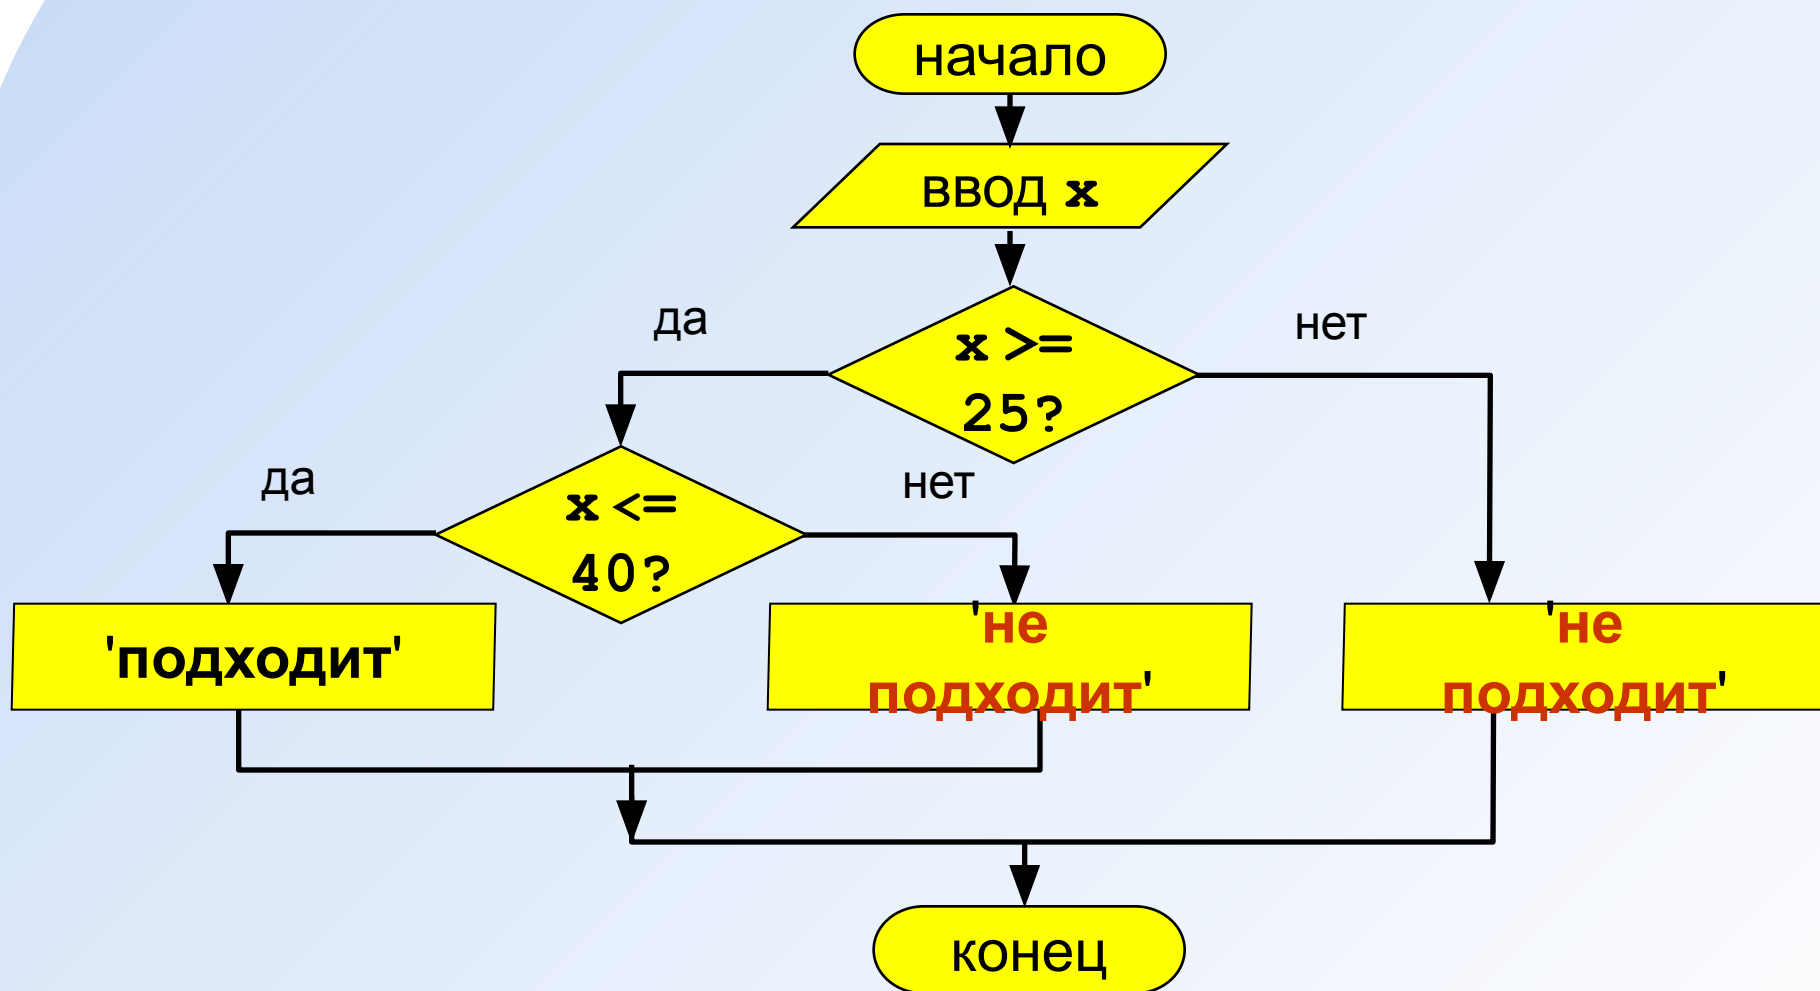 начало
ввод x
да
x >=
25?
нет
да
x <=
40?
нет
'подходит'
'не
подходит'
'не
подходит'
конец